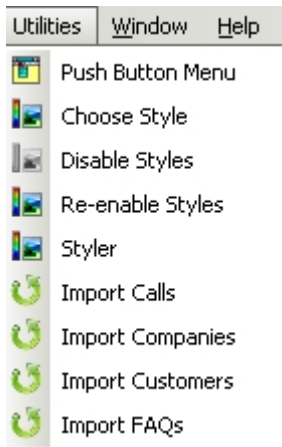 Utilities Window Help
Push Button Menu
Choose Style
Disable Styles
Re-enable Styles
Styler
Import Calls
Import Companies
Import Customers
Import FAQs